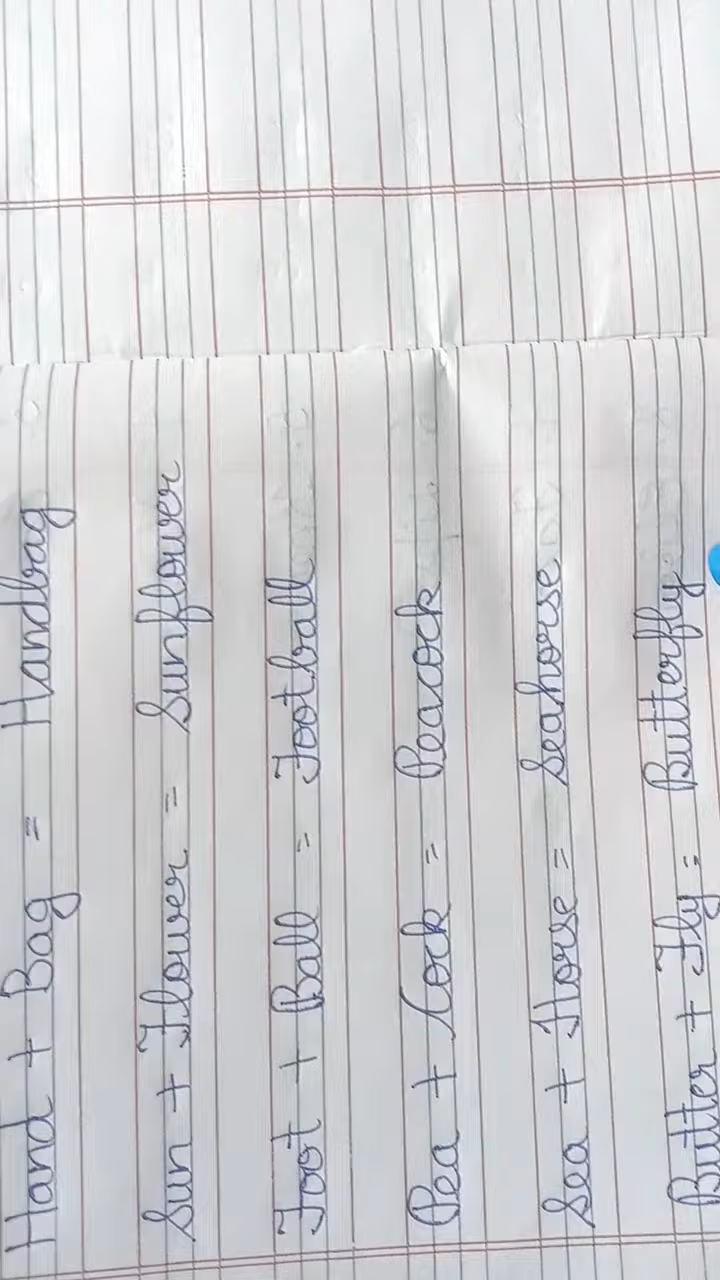 Hand + Bag = Handbag
Sun + Flower = Sunflower
Foot + Ball = Football
Pea + Cock = Peacock
Sea + Horse = Seahorse
Butter + Fly = Butterfly